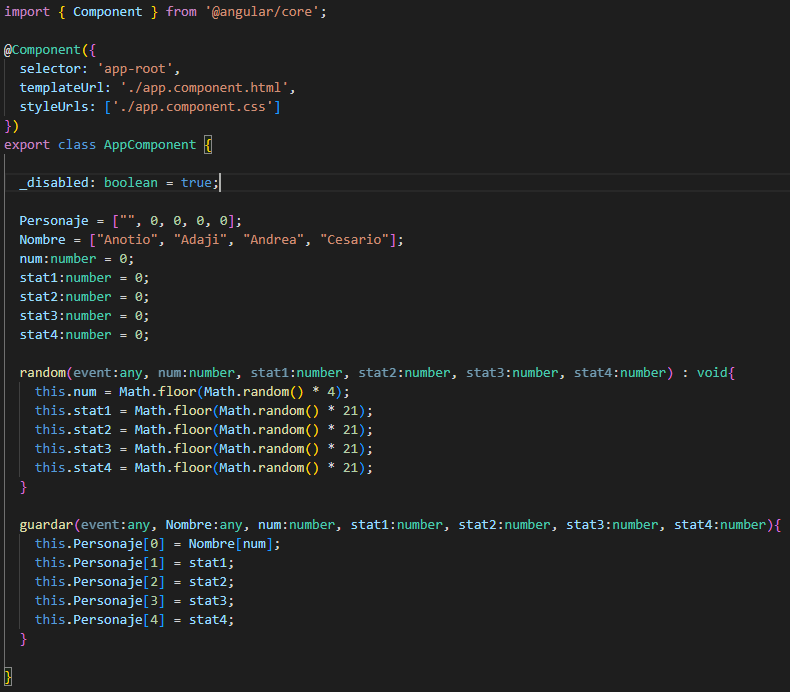 import { Component } from '@angular/core';
@Component({
  selector: 'app-root',
  templateUrl: './app.component.html',
  styleUrls: ['./app.component.css']
})
export class AppComponent {
  _disabled: boolean = true;
  Personaje = ["", 0, 0, 0, 0];
  Nombre = ["Anotio", "Adaji", "Andrea", "Cesario"];
  num:number = 0;
  stat1:number = 0;
  stat2:number = 0;
  stat3:number = 0;
  stat4:number = 0;
  random(event:any, num:number, stat1:number, stat2:number, stat3:number, stat4:number) : void{
    this.num = Math.floor(Math.random() * 4);
    this.stat1 = Math.floor(Math.random() * 21);
    this.stat2 = Math.floor(Math.random() * 21);
    this.stat3 = Math.floor(Math.random() * 21);
    this.stat4 = Math.floor(Math.random() * 21);
  }
  guardar(event:any, Nombre:any, num:number, stat1:number, stat2:number, stat3:number, stat4:number){
    this.Personaje[0] = Nombre[num];
    this.Personaje[1] = stat1;
    this.Personaje[2] = stat2;
    this.Personaje[3] = stat3;
    this.Personaje[4] = stat4;
  }
}